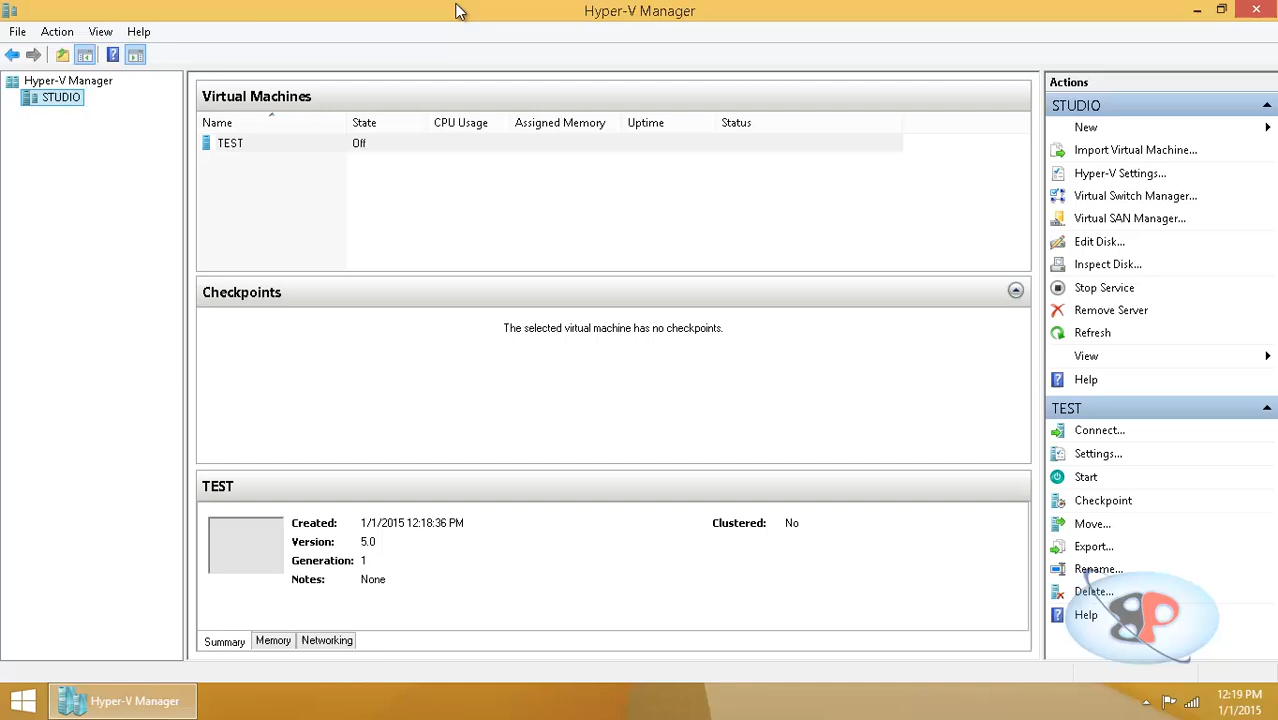 Hyper-V Manager
File Action View Help
Hyper-V Manager
STUDIO
Virtual Machines
Name State CPU Usage Assigned Memory Uptime Status
TEST Off
Checkpoints
The selected virtual machine has no checkpoints.
TEST
Created: 1/1/2015 12:18:36 PM Clustered: No
Version: 5.0
Generation: 1
Notes: None
Summary Memory Networking
Actions
STUDIO
New
Import Virtual Machine...
Hyper-V Settings...
Virtual Switch Manager...
Virtual SAN Manager...
Edit Disk...
Inspect Disk...
Stop Service
Remove Server
Refresh
View
Help
TEST
Connect...
Settings...
Start
Checkpoint
Move...
Export...
Rename...
Delete...
Help
BP
Hyper-V Manager
12:19 PM
1/1/2015